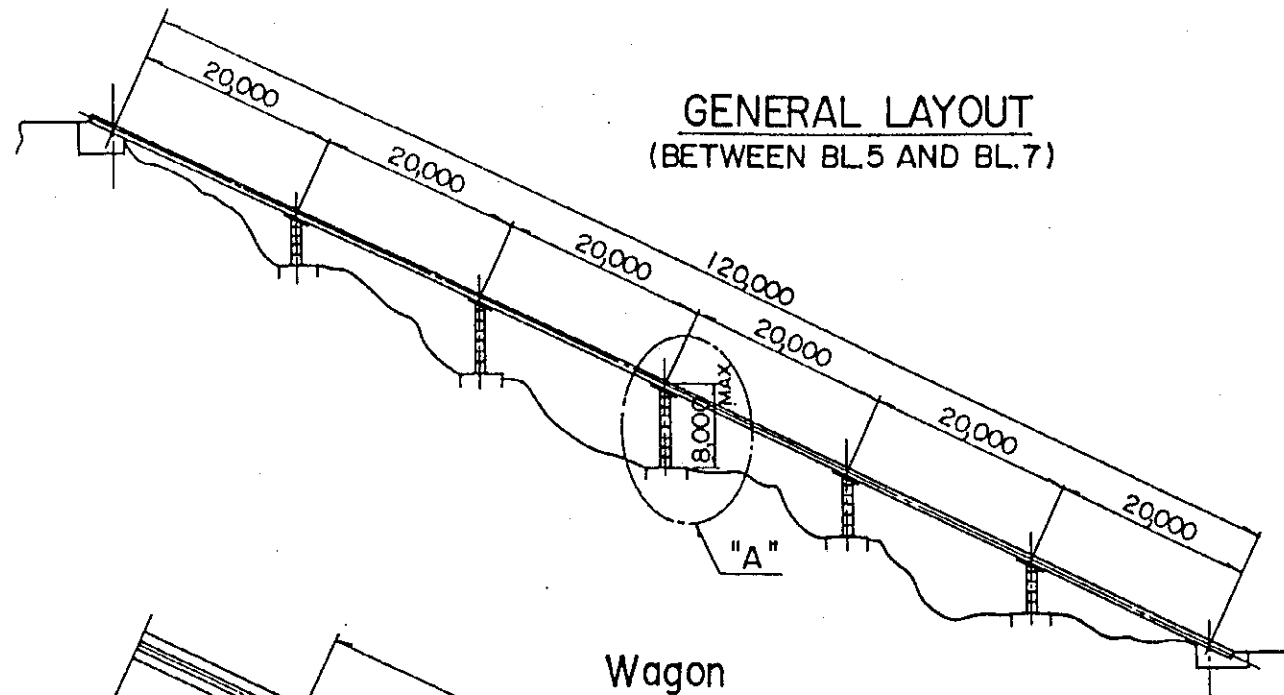 GENERAL LAYOUT
(BETWEEN BL.5 AND BL.7)
20,000
20,000
20,000
120,000
20,000
20,000
20,000
8,000
MAX
"A"
Wagon